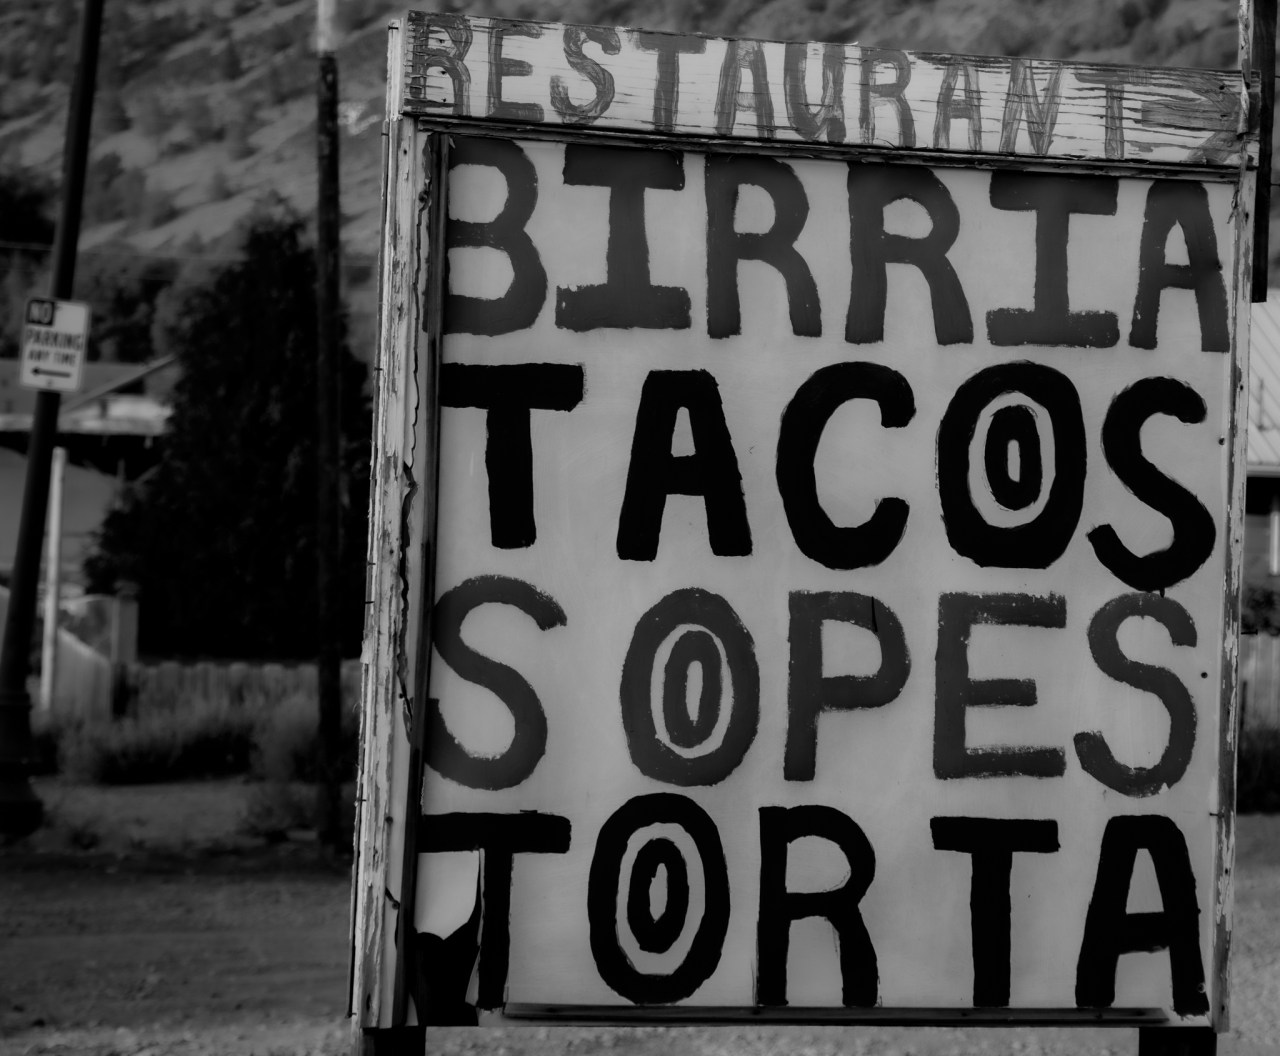 RESTAURANT →
BIRRIA
TACOS
SOPES
TORTA
NO
PARKING
ANY TIME
←